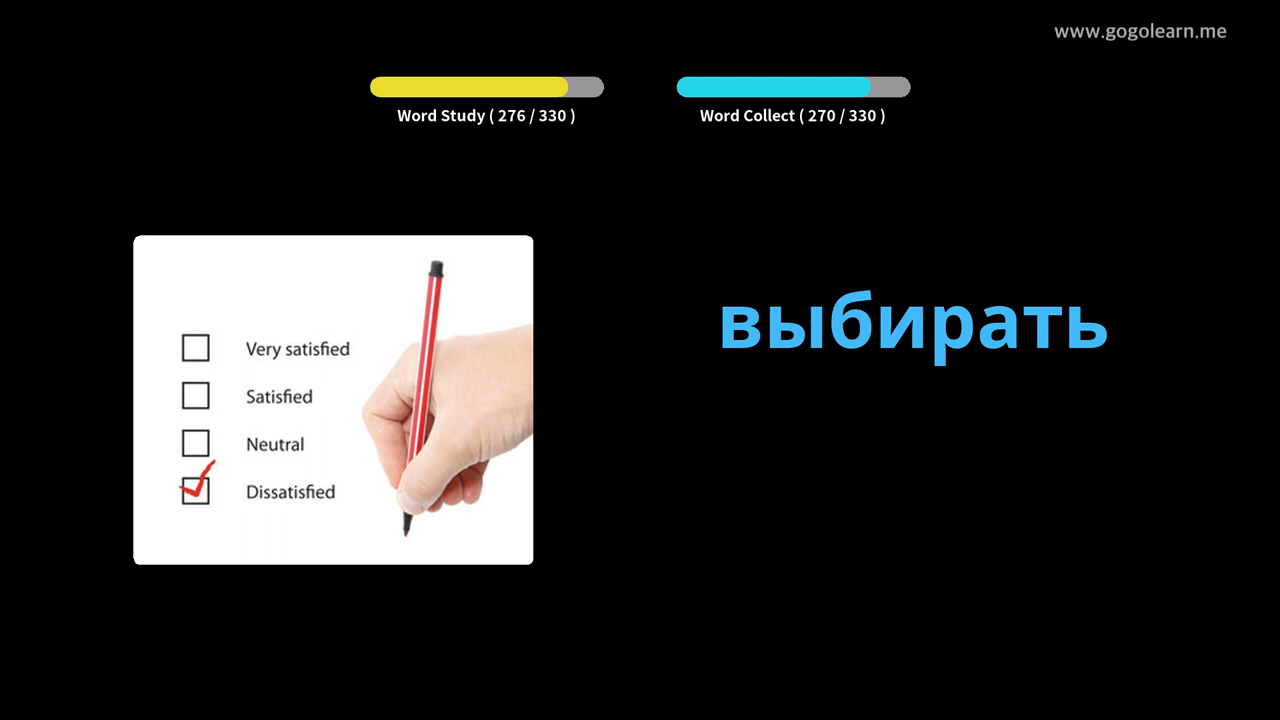 www.gogolearn.me
Word Study ( 276 / 330 )
Word Collect ( 270 / 330 )
Very satisfied
Satisfied
Neutral
Dissatisfied
выбирать